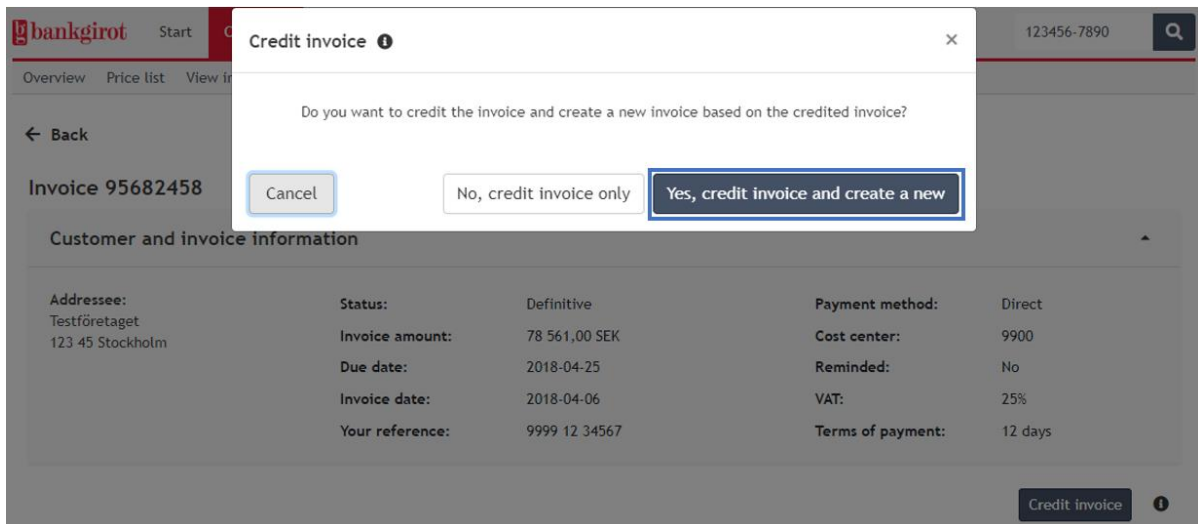 bankgirot Start C
Credit invoice
×
123456-7890
Overview Price list View in
Do you want to credit the invoice and create a new invoice based on the credited invoice?
← Back
Cancel
No, credit invoice only
Yes, credit invoice and create a new
Invoice 95682458
Customer and invoice information
Addressee:
Testföretaget
123 45 Stockholm
Status: Definitive
Invoice amount: 78 561,00 SEK
Due date: 2018-04-25
Invoice date: 2018-04-06
Your reference: 9999 12 34567
Payment method: Direct
Cost center: 9900
Reminded: No
VAT: 25%
Terms of payment: 12 days
Credit invoice